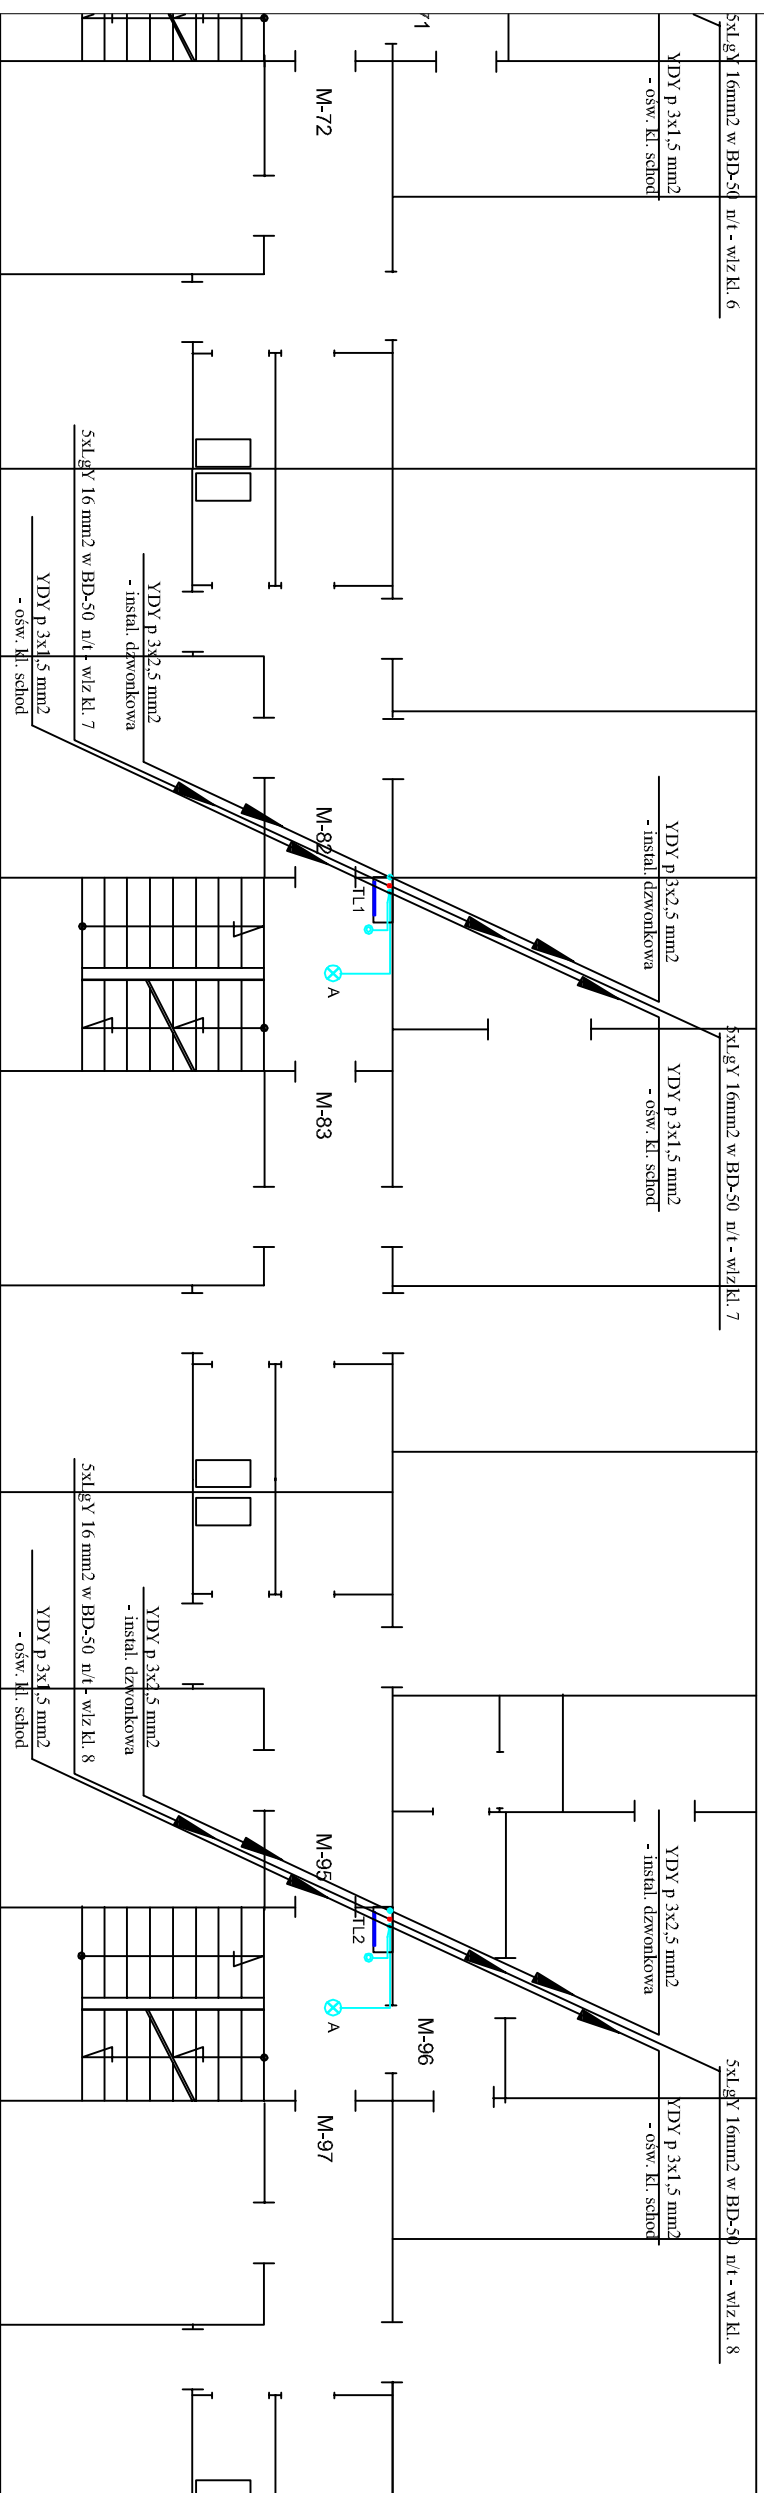 71
5xLgY 16mm2 w BD-50 n/t - wlz kl. 6
YDY p 3x1,5 mm2
- ośw. kl. schod
M-72
5xLgY 16 mm2 w BD-50 n/t - wlz kl. 7
YDY p 3x2,5 mm2
- instal. dzwonkowa
YDY p 3x1,5 mm2
- ośw. kl. schod
M-82
TL1
A
YDY p 3x2,5 mm2
- instal. dzwonkowa
5xLgY 16mm2 w BD-50 n/t - wlz kl. 7
YDY p 3x1,5 mm2
- ośw. kl. schod
M-83
5xLgY 16 mm2 w BD-50 n/t - wlz kl. 8
YDY p 3x2,5 mm2
- instal. dzwonkowa
YDY p 3x1,5 mm2
- ośw. kl. schod
M-95
TL2
A
M-96
YDY p 3x2,5 mm2
- instal. dzwonkowa
5xLgY 16mm2 w BD-50 n/t - wlz kl. 8
YDY p 3x1,5 mm2
- ośw. kl. schod
M-97